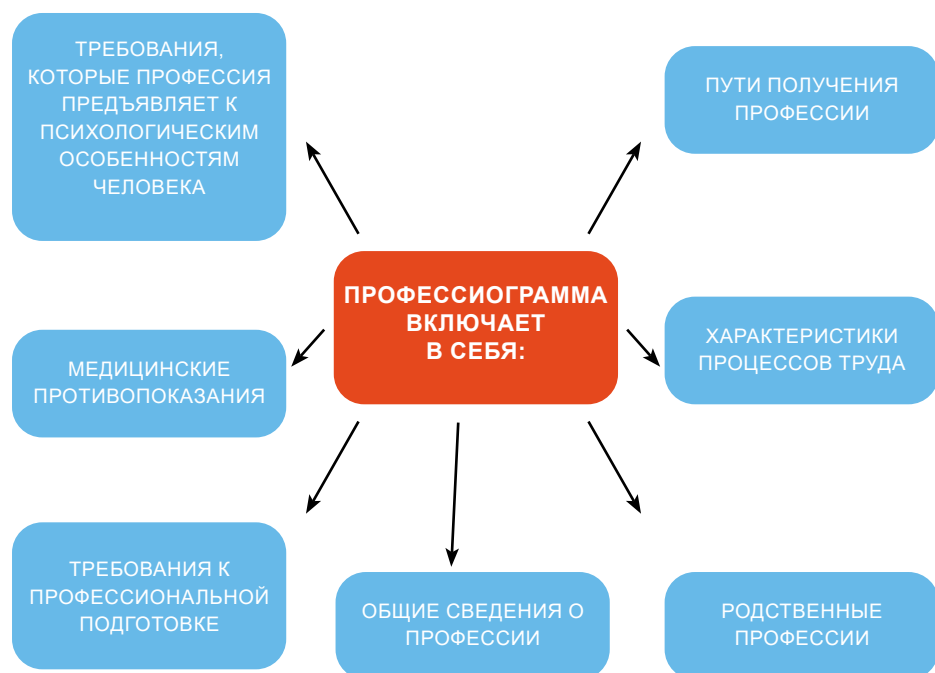 ТРЕБОВАНИЯ,
КОТОРЫЕ ПРОФЕССИЯ
ПРЕДЪЯВЛЯЕТ К
ПСИХОЛОГИЧЕСКИМ
ОСОБЕННОСТЯМ
ЧЕЛОВЕКА
ПУТИ ПОЛУЧЕНИЯ
ПРОФЕССИИ
ПРОФЕССИОГРАММА
ВКЛЮЧАЕТ
В СЕБЯ:
МЕДИЦИНСКИЕ
ПРОТИВОПОКАЗАНИЯ
ХАРАКТЕРИСТИКИ
ПРОЦЕССОВ ТРУДА
ТРЕБОВАНИЯ К
ПРОФЕССИОНАЛЬНОЙ
ПОДГОТОВКЕ
ОБЩИЕ СВЕДЕНИЯ О
ПРОФЕССИИ
РОДСТВЕННЫЕ
ПРОФЕССИИ